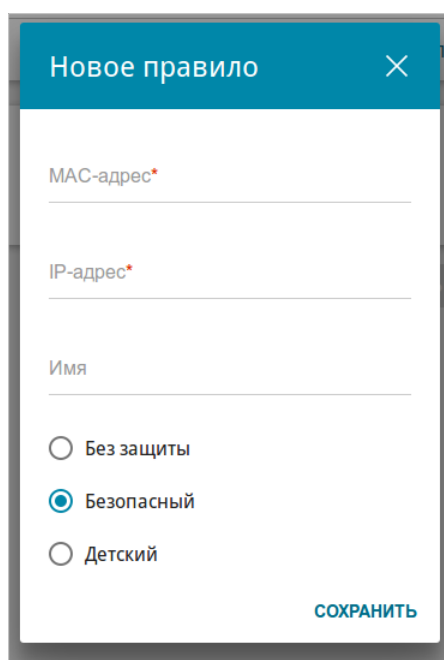 Новое правило
MAC-адрес*
IP-адрес*
Имя
Без защиты
Безопасный
Детский
СОХРАНИТЬ